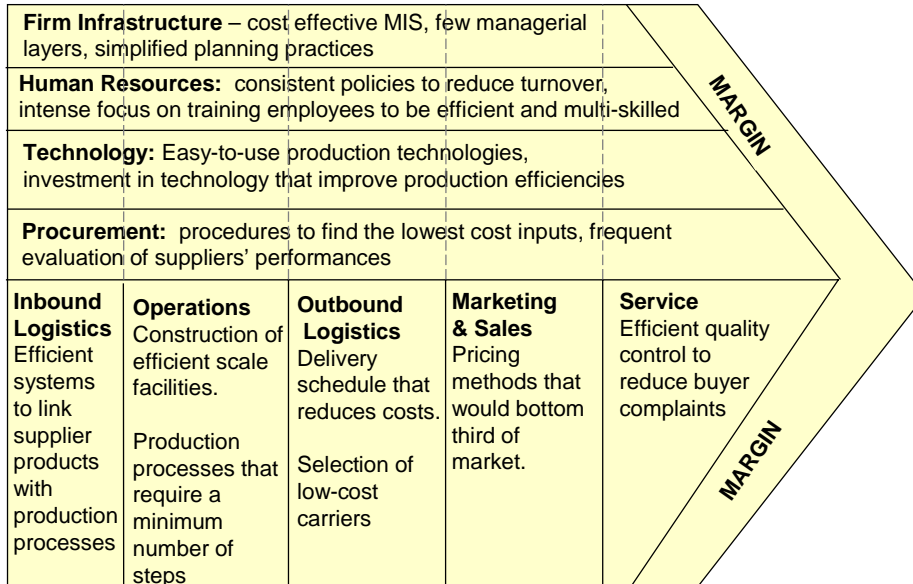 Firm Infrastructure – cost effective MIS, few managerial
layers, simplified planning practices
Human Resources: consistent policies to reduce turnover,
intense focus on training employees to be efficient and multi-skilled
Technology: Easy-to-use production technologies,
investment in technology that improve production efficiencies
Procurement: procedures to find the lowest cost inputs, frequent
evaluation of suppliers' performances
MARGIN
Inbound
Logistics
Efficient
systems
to link
supplier
products
with
production
processes
Operations
Construction of
efficient scale
facilities.
Production
processes that
require a
minimum
number of
steps
Outbound
Logistics
Delivery
schedule that
reduces costs.
Selection of
low-cost
carriers
Marketing
& Sales
Pricing
methods that
would bottom
third of
market.
Service
Efficient quality
control to
reduce buyer
complaints
MARGIN